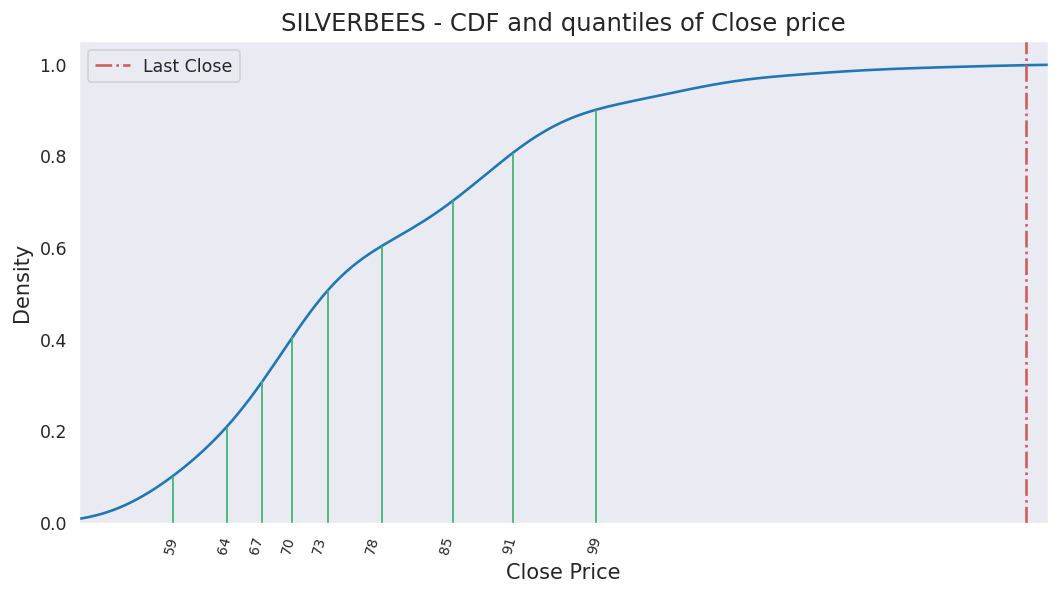 SILVERBEES - CDF and quantiles of Close price
Last Close
1.0
0.8
0.6
0.4
0.2
0.0
Density
59 64 67 70 73 78 85 91 99
Close Price